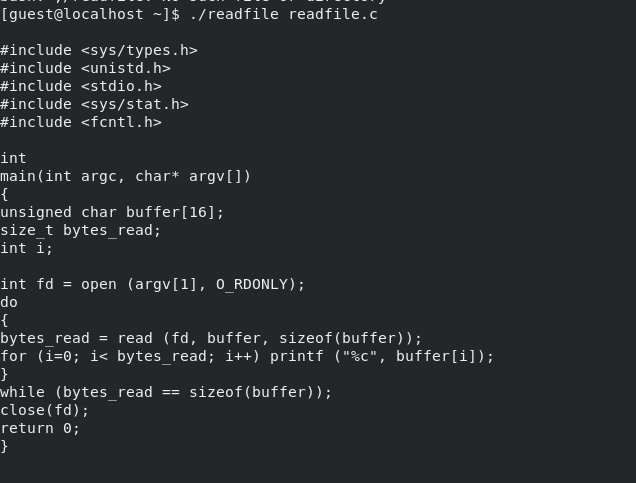 [guest@localhost ~]$ ./readfile readfile.c
#include <sys/types.h>
#include <unistd.h>
#include <stdio.h>
#include <sys/stat.h>
#include <fcntl.h>
int
main(int argc, char* argv[])
{
unsigned char buffer[16];
size_t bytes_read;
int i;
int fd = open (argv[1], O_RDONLY);
do
{
bytes_read = read (fd, buffer, sizeof(buffer));
for (i=0; i< bytes_read; i++) printf ("%c", buffer[i]);
}
while (bytes_read == sizeof(buffer));
close(fd);
return 0;
}